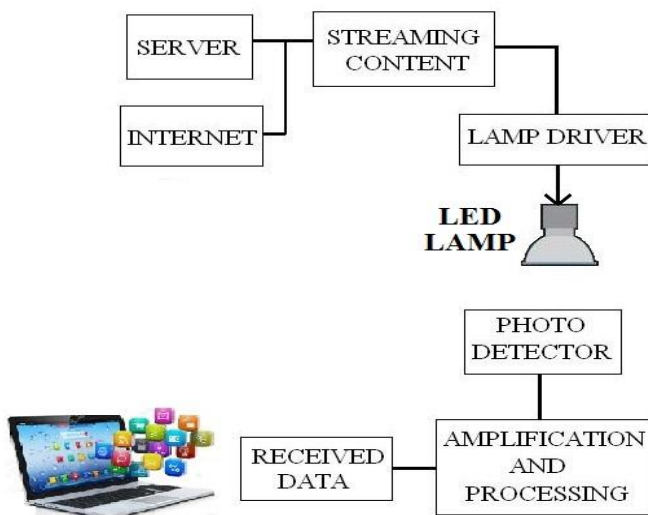 SERVER
STREAMING
CONTENT
INTERNET
LAMP DRIVER
LED
LAMP
PHOTO
DETECTOR
RECEIVED
DATA
AMPLIFICATION
AND
PROCESSING